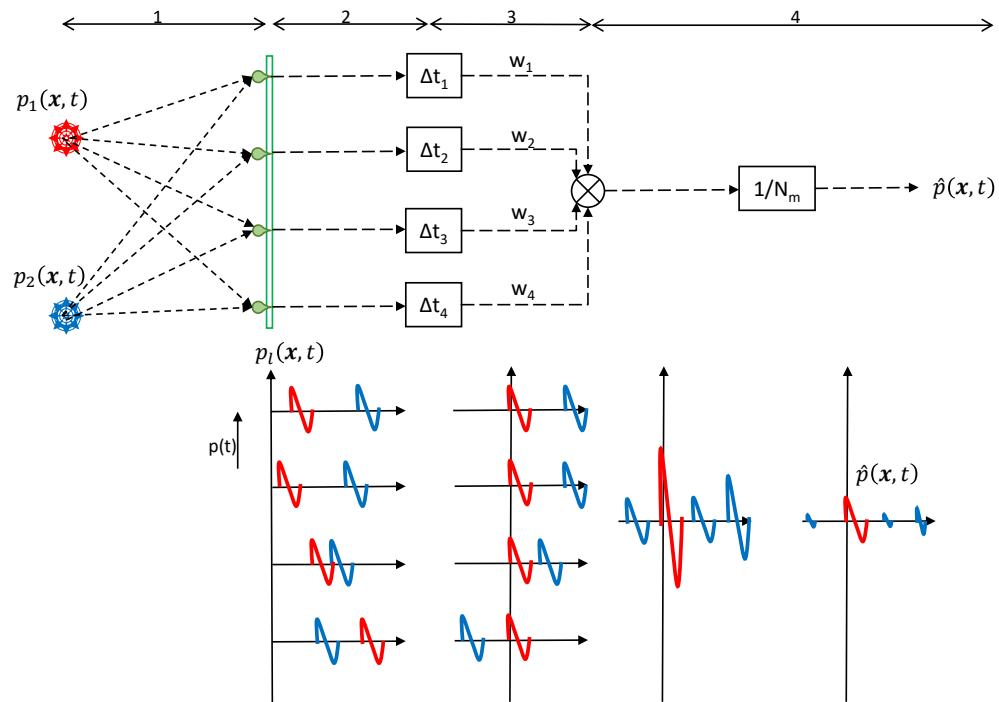 1 2 3 4
p₁(x, t)
p₂(x, t)
Δt₁ w₁
Δt₂ w₂
Δt₃ w₃
Δt₄ w₄
1/Nₘ p̂(x, t)
pₗ(x, t)
p(t)
p̂(x, t)